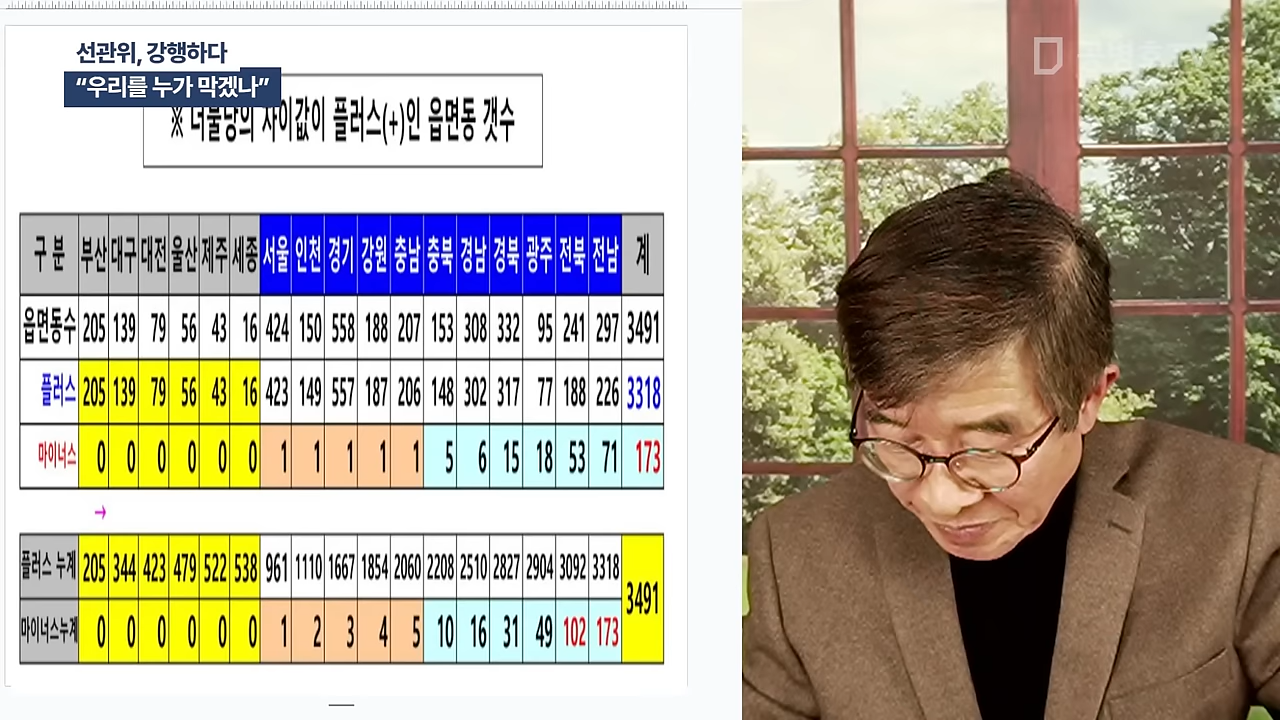 선관위, 강행하다
“우리를 누가 막겠나”
※ 더불당의 차이값이 플러스(+)인 읍면동 갯수
구 분 부산 대구 대전 울산 제주 세종 서울 인천 경기 강원 충남 충북 경남 경북 광주 전북 전남 계
읍면동수 205 139 79 56 43 16 424 150 558 188 207 153 308 332 95 241 297 3491
플러스 205 139 79 56 43 16 423 149 557 187 206 148 302 317 77 188 226 3318
마이너스 0 0 0 0 0 0 1 1 1 1 1 5 6 15 18 53 71 173
→
플러스 누계 205 344 423 479 522 538 961 1110 1667 1854 2060 2208 2510 2827 2904 3092 3318 3491
마이너스누계 0 0 0 0 0 0 1 2 3 4 5 10 16 31 49 102 173